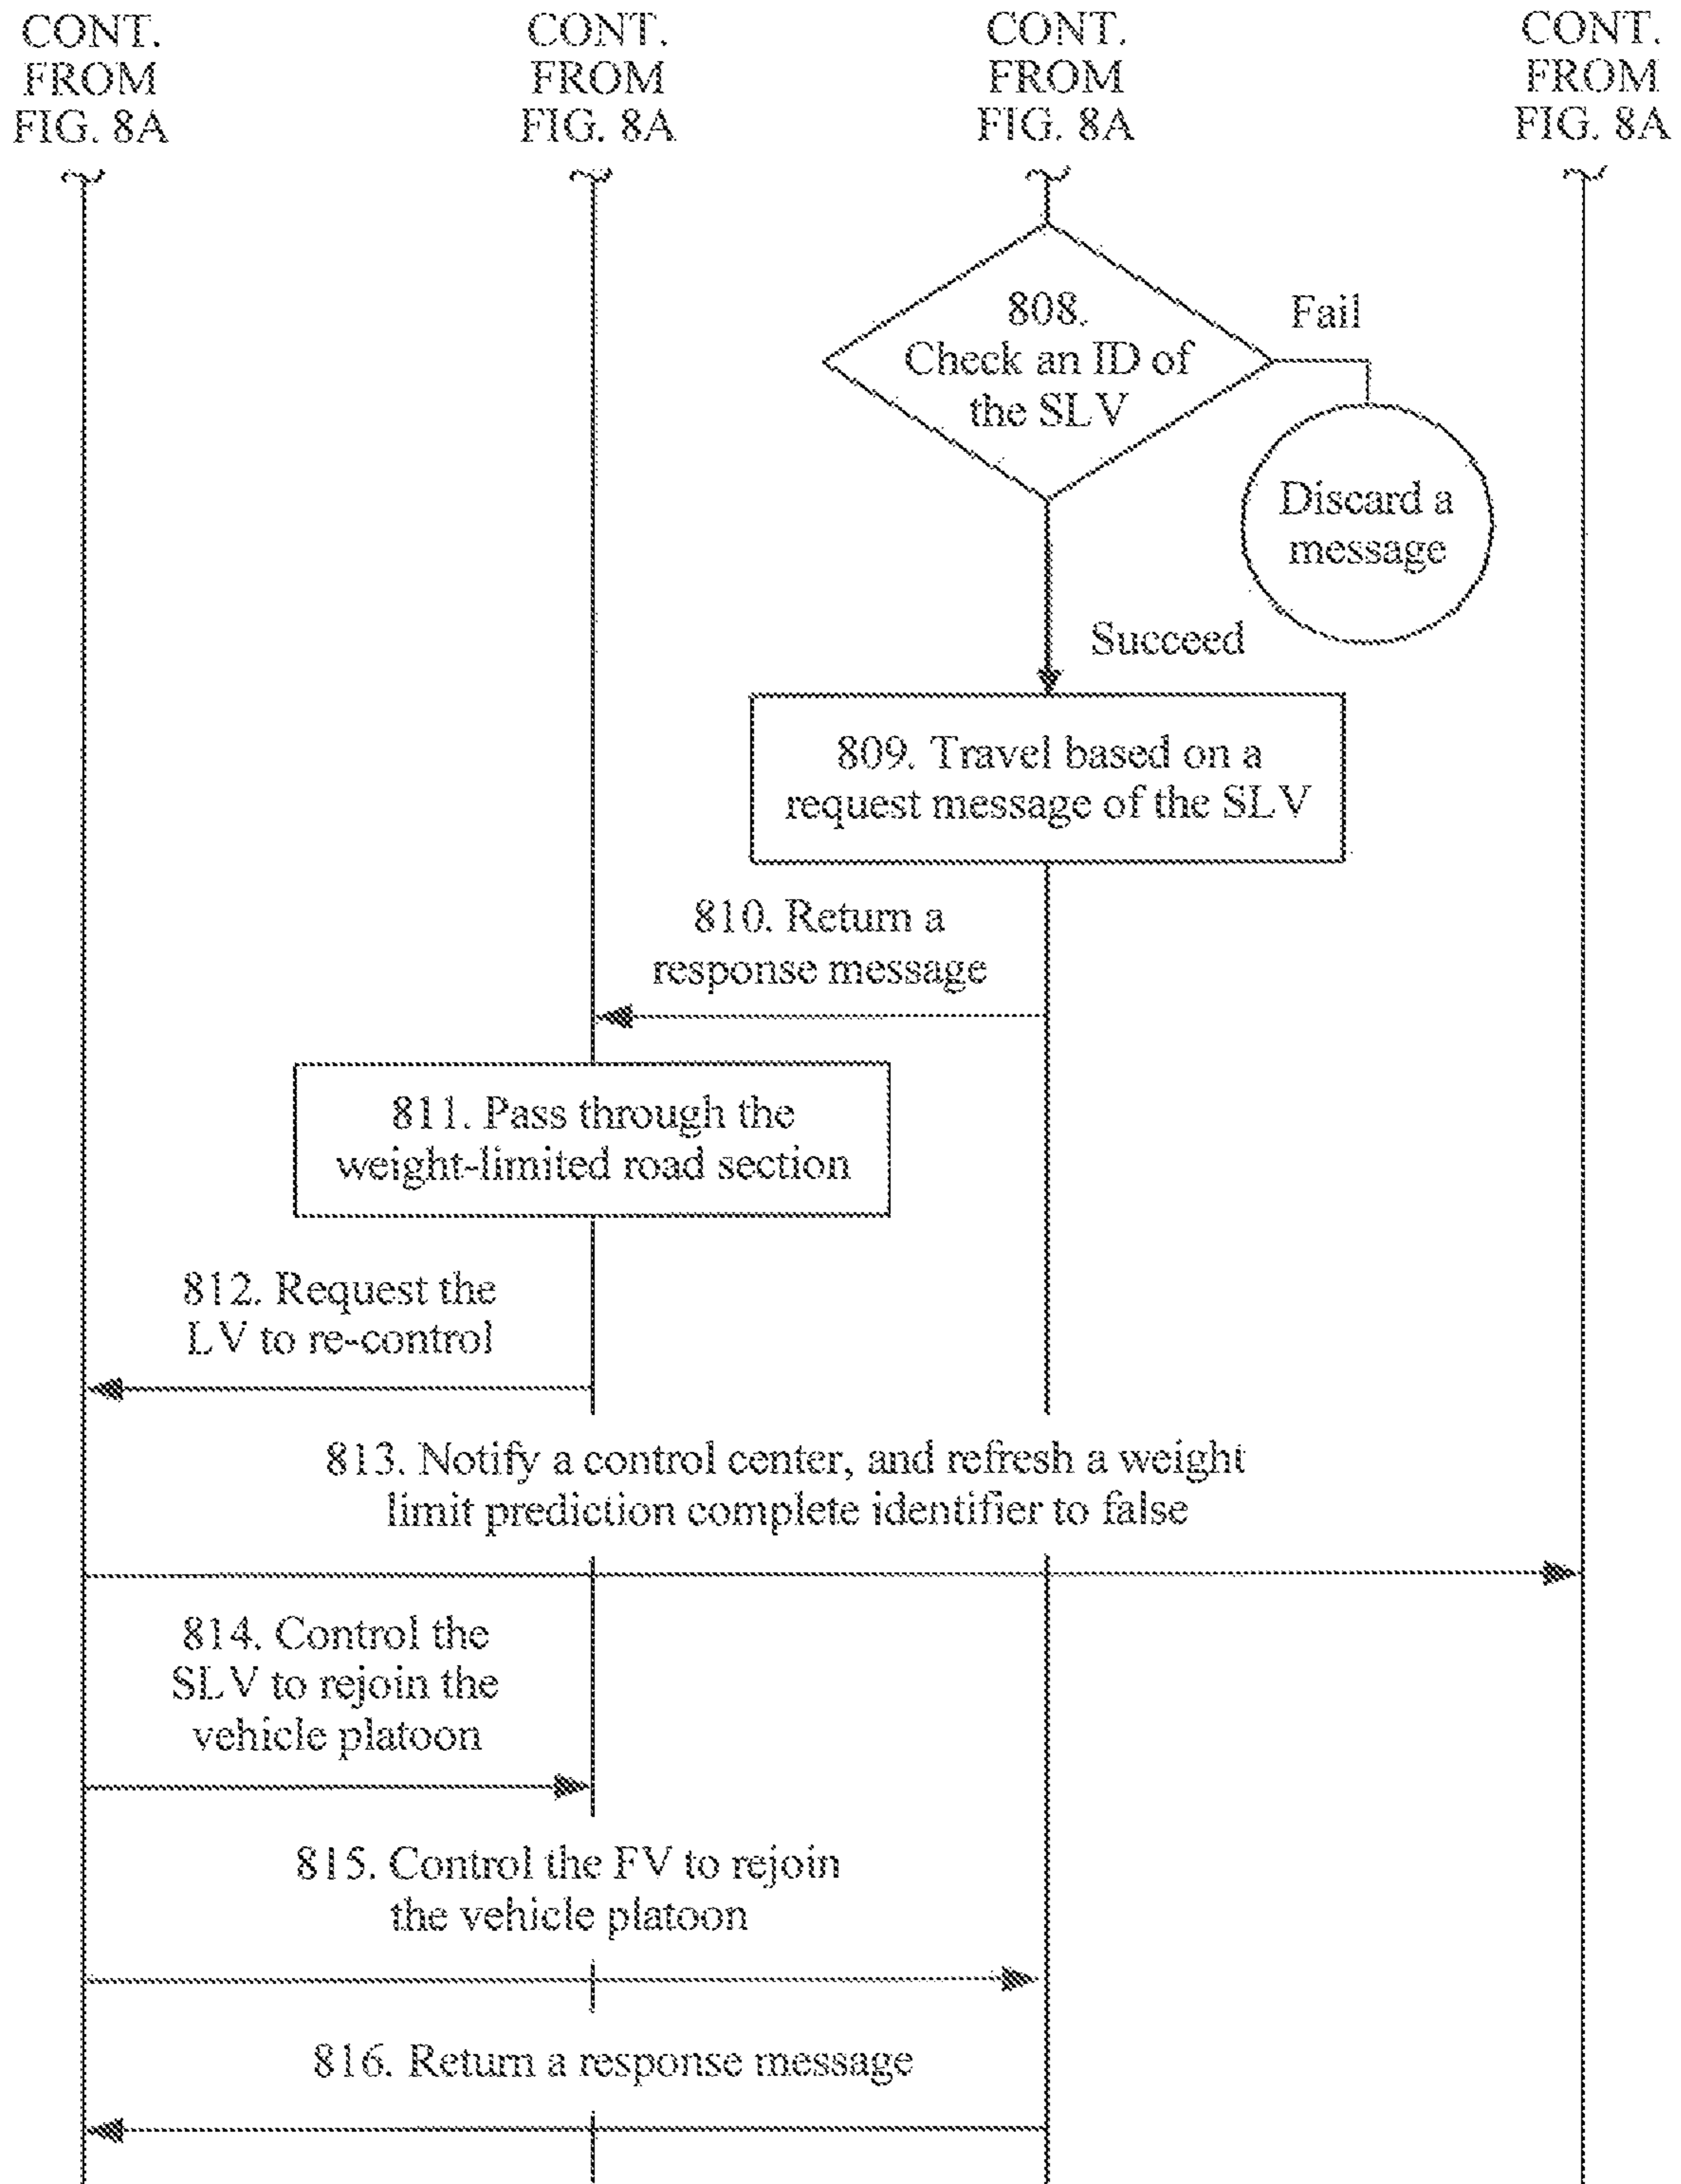 CONT.
FROM
FIG. 8A
CONT.
FROM
FIG. 8A
CONT.
FROM
FIG. 8A
CONT.
FROM
FIG. 8A
808.
Check an ID of
the SLV
Fail
Discard a
message
Succeed
809. Travel based on a
request message of the SLV
810. Return a
response message
811. Pass through the
weight-limited road section
812. Request the
LV to re-control
813. Notify a control center, and refresh a weight
limit prediction complete identifier to false
814. Control the
SLV to rejoin the
vehicle platoon
815. Control the FV to rejoin
the vehicle platoon
816. Return a response message